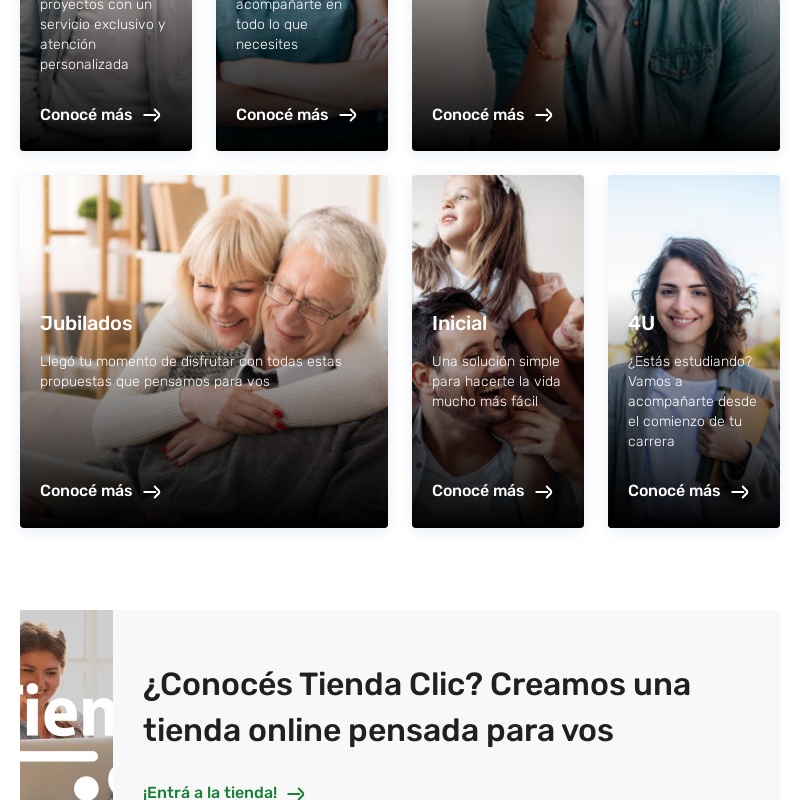 proyectos con un
servicio exclusivo y
atención
personalizada
Conocé más
acompañarte en
todo lo que
necesites
Conocé más
Conocé más
Jubilados
Llegó tu momento de disfrutar con todas estas
propuestas que pensamos para vos
Conocé más
Inicial
Una solución simple
para hacerte la vida
mucho más fácil
Conocé más
4U
¿Estás estudiando?
Vamos a
acompañarte desde
el comienzo de tu
carrera
Conocé más
¿Conocés Tienda Clic? Creamos una
tienda online pensada para vos
¡Entrá a la tienda!